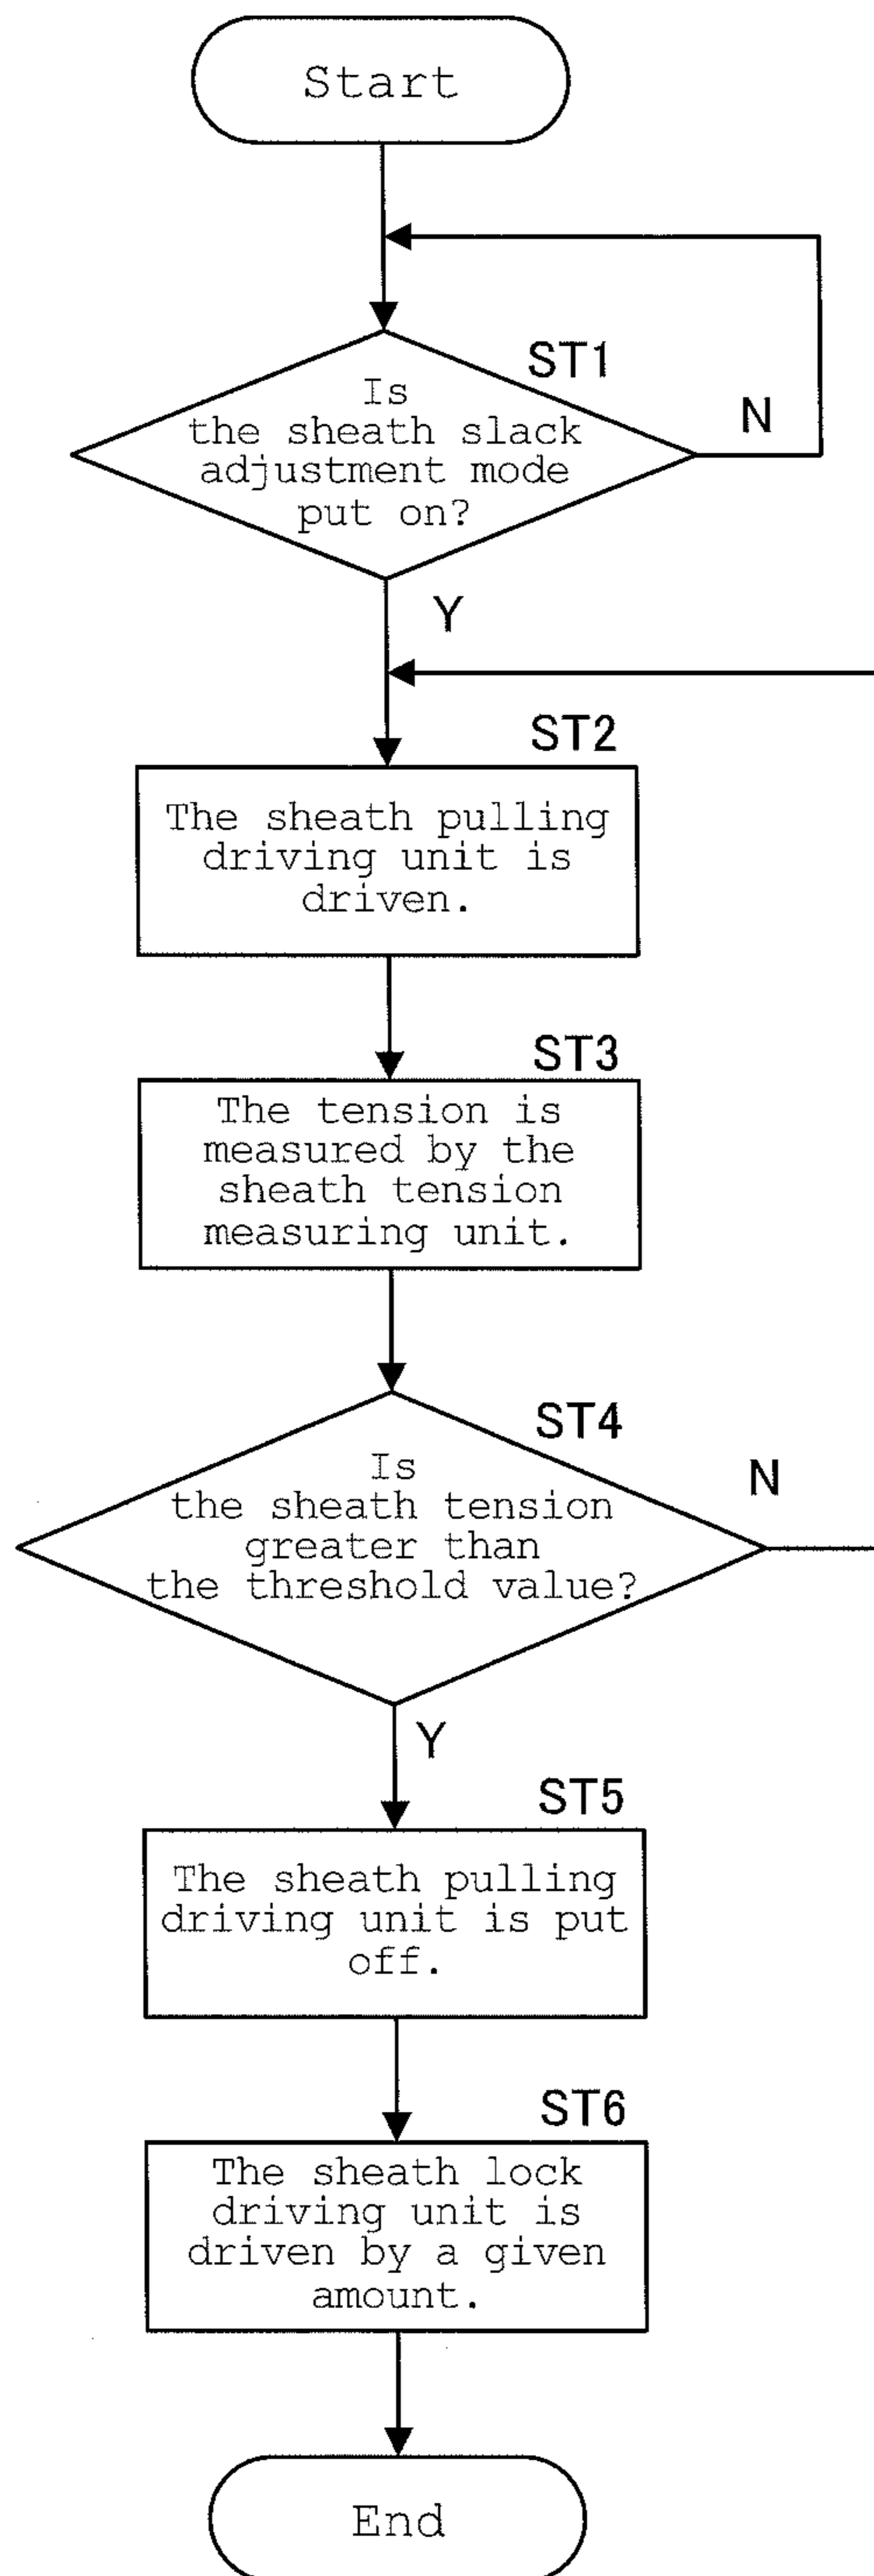 Start
ST1
Is
the sheath slack
adjustment mode
put on?
N
Y
ST2
The sheath pulling
driving unit is
driven.
ST3
The tension is
measured by the
sheath tension
measuring unit.
ST4
Is
the sheath tension
greater than
the threshold value?
N
Y
ST5
The sheath pulling
driving unit is put
off.
ST6
The sheath lock
driving unit is
driven by a given
amount.
End